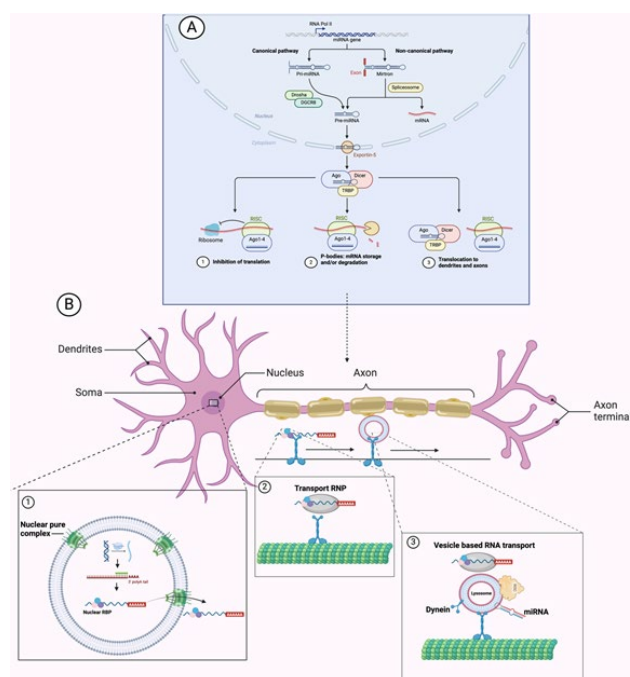 A
RNA Pol II
miRNA gene
Canonical pathway
Non-canonical pathway
Pri-miRNA
Exon
Mirtron
Spliceosome
Drosha
DGCR8
Pre-miRNA
mRNA
Nucleus
Cytoplasm
Exportin-5
Ago
Dicer
TRBP
RISC
Ribosome
Ago1-4
1 Inhibition of translation
RISC
Ago1-4
2 P-bodies: mRNA storage
and/or degradation
Ago
Dicer
TRBP
RISC
Ago1-4
3 Translocation to
dendrites and axons
B
Dendrites
Soma
Nucleus
Axon
Axon
termina
1
Nuclear pure
complex
3' polyA tail
Nuclear RBP
AAAAAA
2
Transport RNP
3
Vesicle based RNA transport
Lysosome
Dynein
miRNA